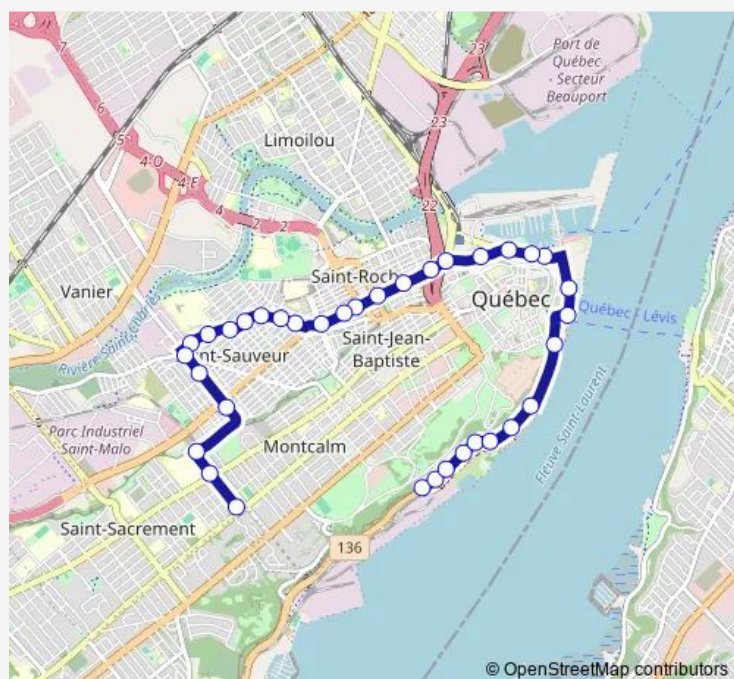 7
23
Port de
Québec
- Secteur
Beauport
6
23
Limoilou
5
4-O
4-E
4
2
2
22
Saint-Roch
Vanier
Québec
Québec - Lévis
Rivière Saint-Charles
Saint-Jean-
Baptiste
nt-Sauveur
Parc Industriel
Saint-Malo
Montcalm
Fleuve Saint-Laurent
Saint-Sacrement
136
© OpenStreetMap contributors